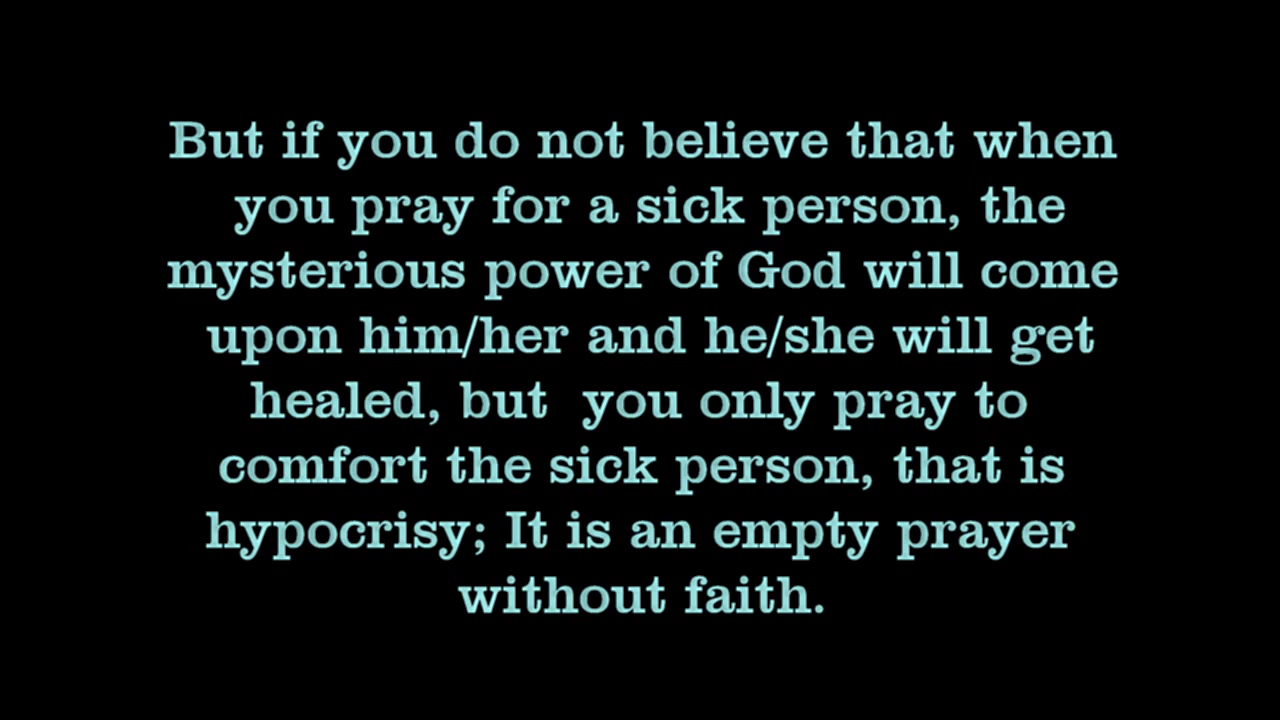 But if you do not believe that when
you pray for a sick person, the
mysterious power of God will come
upon him/her and he/she will get
healed, but  you only pray to
comfort the sick person, that is
hypocrisy; It is an empty prayer
without faith.